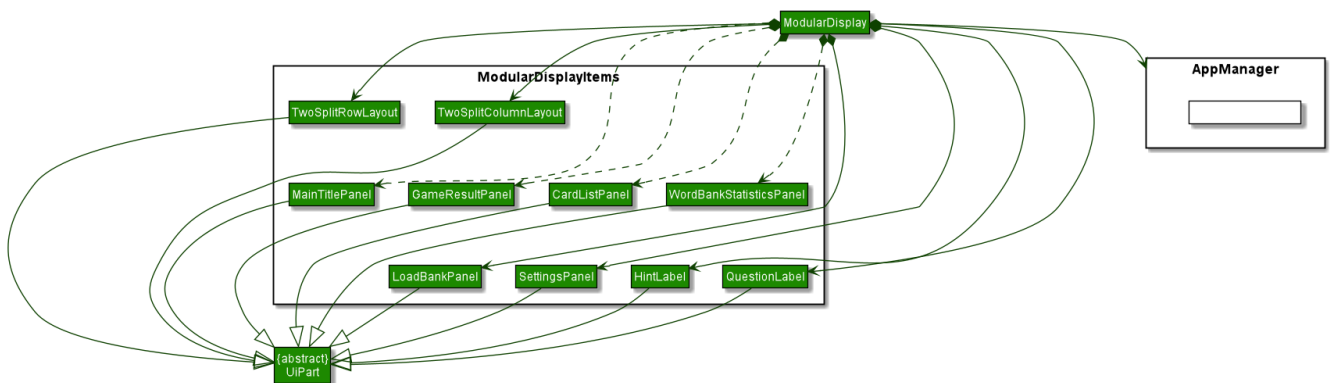 ModularDisplay
ModularDisplayItems
AppManager
TwoSplitRowLayout
TwoSplitColumnLayout
MainTitlePanel
GameResultPanel
CardListPanel
WordBankStatisticsPanel
LoadBankPanel
SettingsPanel
HintLabel
QuestionLabel
{abstract}
UiPart